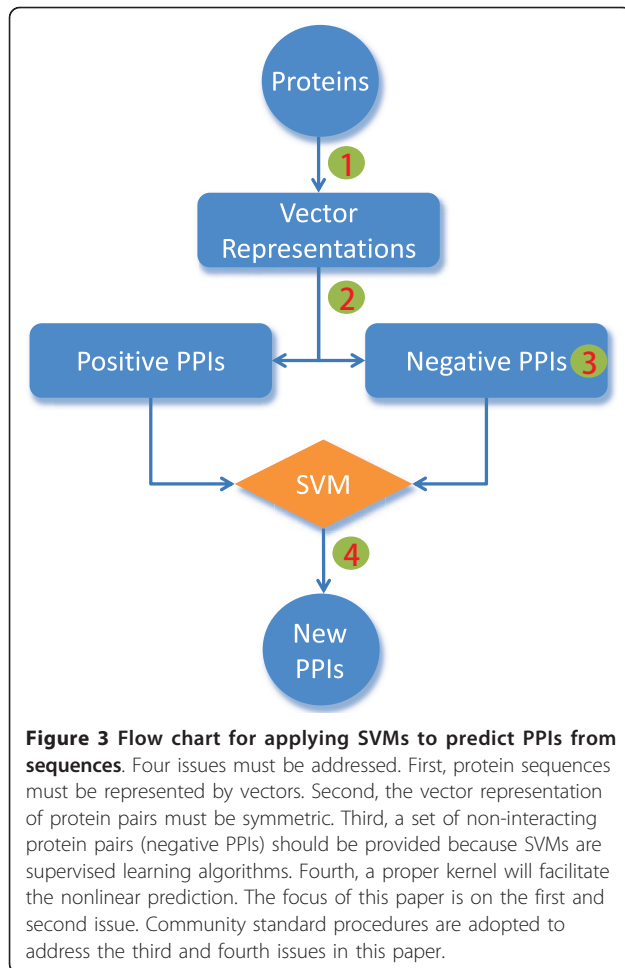 Proteins
1
Vector
Representations
2
Positive PPIs
Negative PPIs 3
SVM
4
New
PPIs
Figure 3 Flow chart for applying SVMs to predict PPIs from
sequences. Four issues must be addressed. First, protein sequences
must be represented by vectors. Second, the vector representation
of protein pairs must be symmetric. Third, a set of non-interacting
protein pairs (negative PPIs) should be provided because SVMs are
supervised learning algorithms. Fourth, a proper kernel will facilitate
the nonlinear prediction. The focus of this paper is on the first and
second issue. Community standard procedures are adopted to
address the third and fourth issues in this paper.